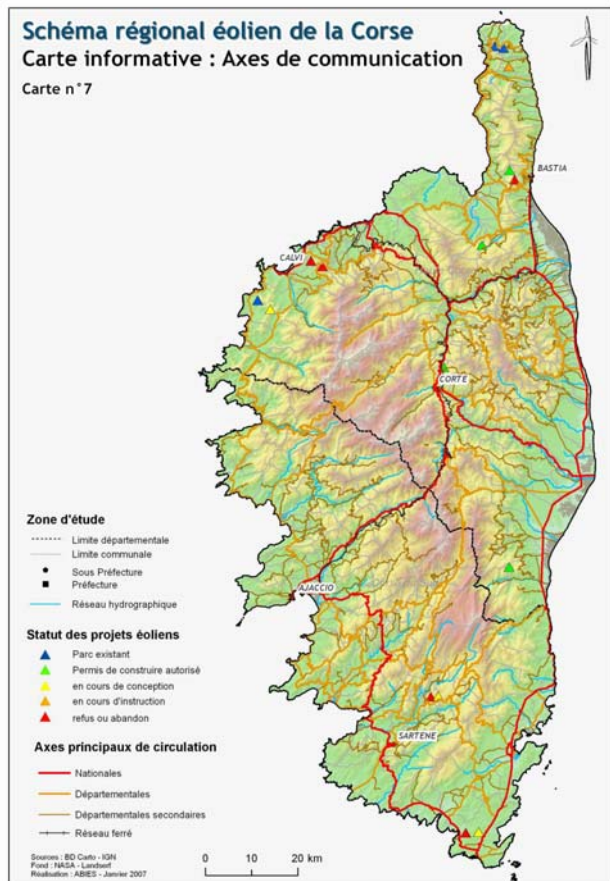 Schéma régional éolien de la Corse
Carte informative : Axes de communication
Carte n°7
BASTIA
CALVI
CORTE
AJACCIO
SARTENE
Zone d'étude
Limite départementale
Limite communale
Sous Préfecture
Préfecture
Réseau hydrographique
Statut des projets éoliens
Parc existant
Permis de construire autorisé
en cours de conception
en cours d'instruction
refus ou abandon
Axes principaux de circulation
Nationales
Départementales
Départementales secondaires
Réseau ferré
Sources : BD Carto - IGN
Fond : NASA - Landserf
Réalisation : ABIES - Janvier 2007
0 10 20 km